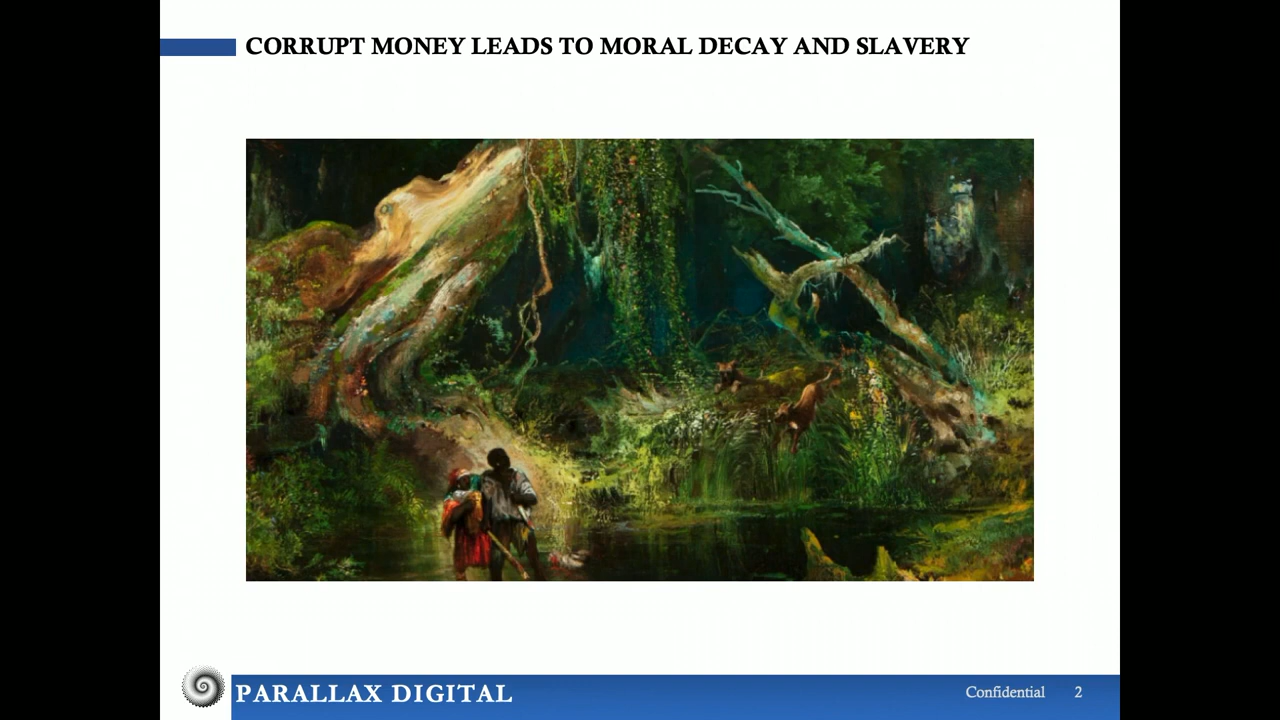 CORRUPT MONEY LEADS TO MORAL DECAY AND SLAVERY
PARALLAX DIGITAL
Confidential 2